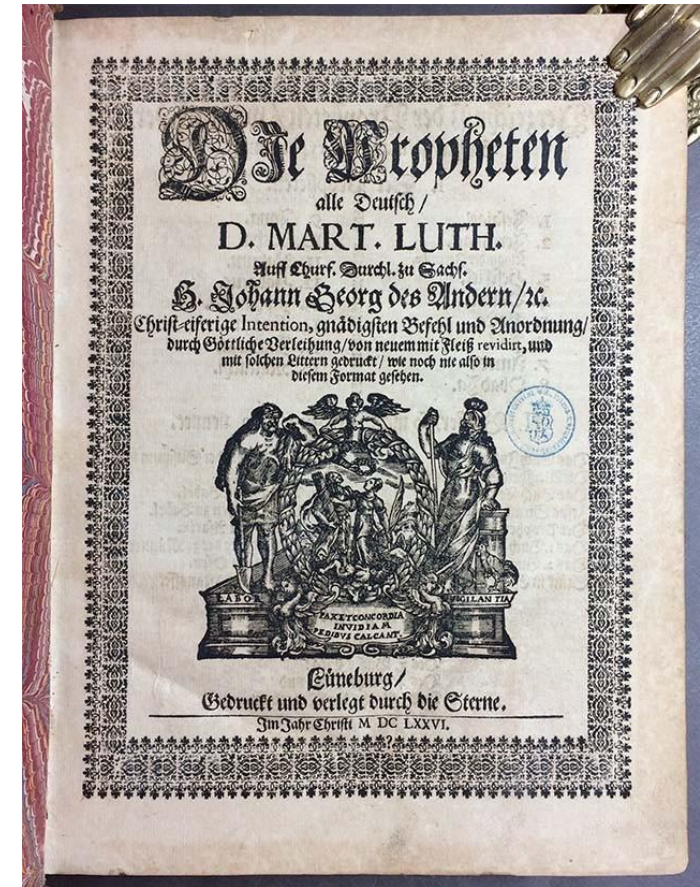 DJe Propheten
alle Deutsch/
D. MART. LUTH.
Auff Churf. Durchl. zu Sachs.
H. Johann Georg des Andern/ꝛc.
Christ-eiferige Intention, gnädigsten Befehl und Anordnung/
durch Göttliche Verleihung/von neuem mit Fleiß revidirt, und
mit solchen Littern gedruckt/ wie noch nie also in
diesem Format gesehen.
LABOR
VIGILANTIA
PAX ET CONCORDIA
INVIDIAM
PEDIBVS CALCANT.
Lüneburg/
Gedruckt und verlegt durch die Sterne.
Im Jahr Christi M DC LXXVI.